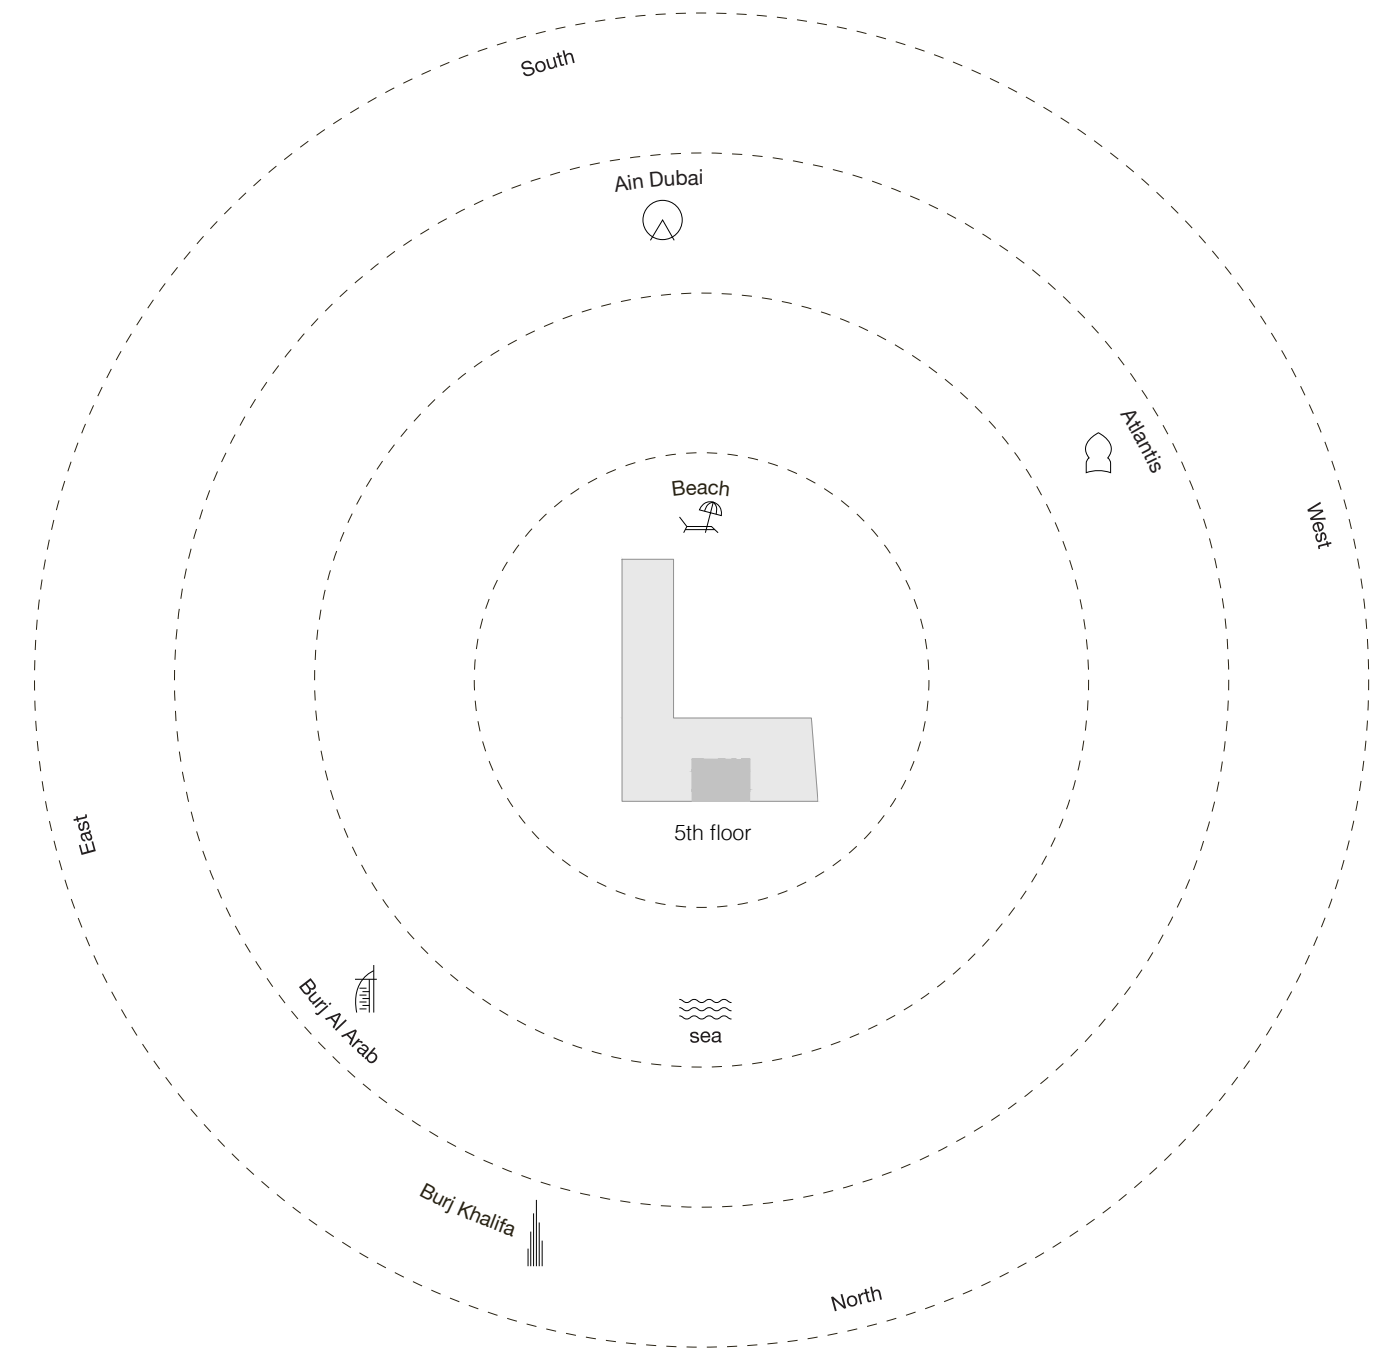 South
Ain Dubai
Atlantis
Beach
West
East
5th floor
Burj Al Arab
sea
Burj Khalifa
North